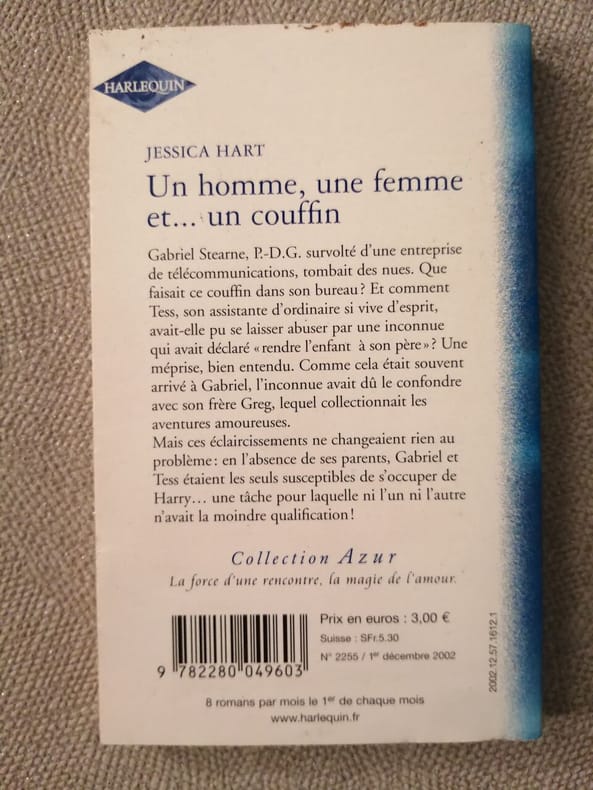 HARLEQUIN
JESSICA HART
Un homme, une femme
et... un couffin
Gabriel Stearne, P.-D.G. survolté d'une entreprise
de télécommunications, tombait des nues. Que
faisait ce couffin dans son bureau ? Et comment
Tess, son assistante d'ordinaire si vive d'esprit,
avait-elle pu se laisser abuser par une inconnue
qui avait déclaré « rendre l'enfant à son père » ? Une
méprise, bien entendu. Comme cela était souvent
arrivé à Gabriel, l'inconnue avait dû le confondre
avec son frère Greg, lequel collectionnait les
aventures amoureuses.
Mais ces éclaircissements ne changeaient rien au
problème : en l'absence de ses parents, Gabriel et
Tess étaient les seuls susceptibles de s'occuper de
Harry... une tâche pour laquelle ni l'un ni l'autre
n'avait la moindre qualification !
Collection Azur
La force d'une rencontre, la magie de l'amour.
Prix en euros : 3,00 €
Suisse : SFr.5.30
N° 2255 / 1er décembre 2002
9 782280 049603
2002.12.57.1612.1
8 romans par mois le 1er de chaque mois
www.harlequin.fr